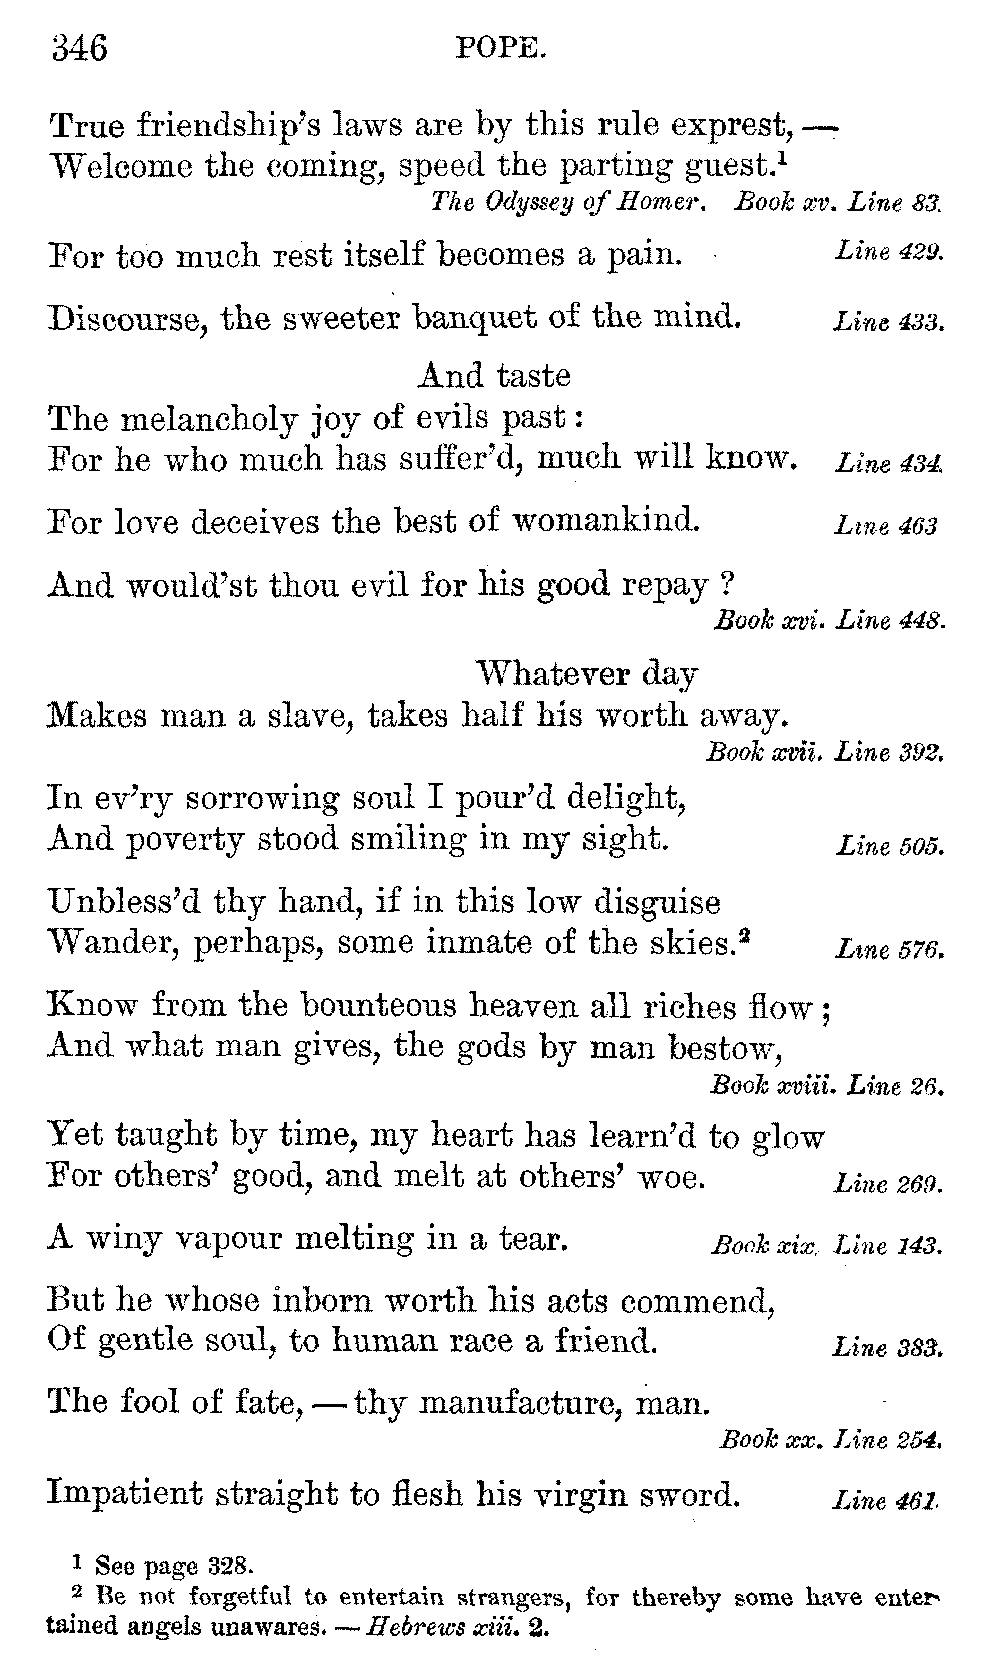 346 POPE.
True friendship's laws are by this rule exprest, —
Welcome the coming, speed the parting guest.¹
The Odyssey of Homer. Book xv. Line 83.
For too much rest itself becomes a pain. Line 429.
Discourse, the sweeter banquet of the mind. Line 433.
And taste
The melancholy joy of evils past :
For he who much has suffer'd, much will know. Line 434.
For love deceives the best of womankind. Line 463
And would'st thou evil for his good repay ?
Book xvi. Line 448.
Whatever day
Makes man a slave, takes half his worth away.
Book xvii. Line 392.
In ev'ry sorrowing soul I pour'd delight,
And poverty stood smiling in my sight. Line 505.
Unbless'd thy hand, if in this low disguise
Wander, perhaps, some inmate of the skies.² Line 576.
Know from the bounteous heaven all riches flow ;
And what man gives, the gods by man bestow,
Book xviii. Line 26.
Yet taught by time, my heart has learn'd to glow
For others' good, and melt at others' woe. Line 269.
A winy vapour melting in a tear. Book xix. Line 143.
But he whose inborn worth his acts commend,
Of gentle soul, to human race a friend. Line 383.
The fool of fate, — thy manufacture, man.
Book xx. Line 254.
Impatient straight to flesh his virgin sword. Line 461.
¹ See page 328.
² Be not forgetful to entertain strangers, for thereby some have enter-
tained angels unawares. — Hebrews xiii. 2.